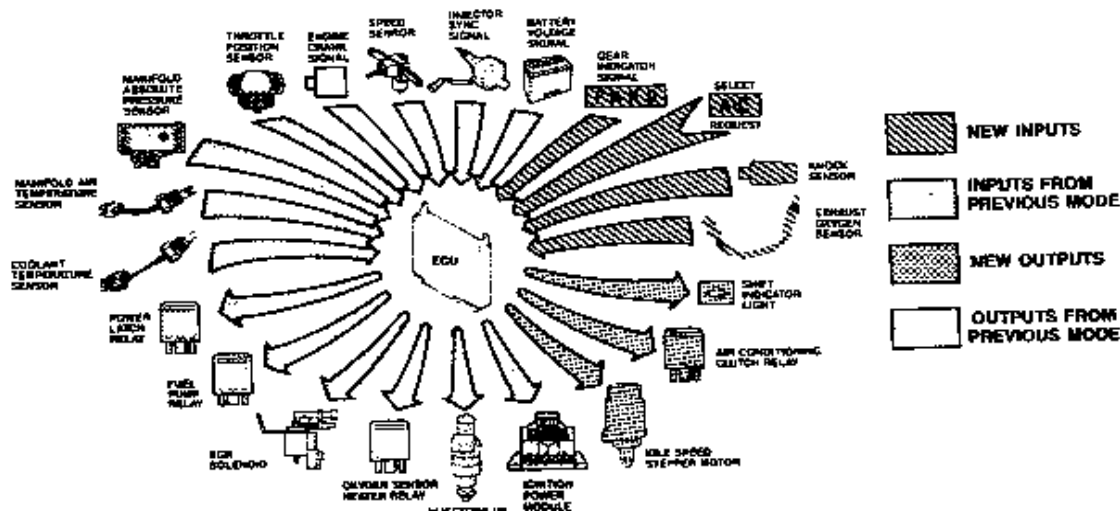 THROTTLE
POSITION
SENSOR
ENGINE
CRANK
SIGNAL
SPEED
SENSOR
INJECTOR
SYNC
SIGNAL
BATTERY
VOLTAGE
SIGNAL
GEAR
INDICATOR
SIGNAL
SELECT
A/C
REQUEST
MANIFOLD
ABSOLUTE
PRESSURE
SENSOR
KNOCK
SENSOR
MANIFOLD AIR
TEMPERATURE
SENSOR
EXHAUST
OXYGEN
SENSOR
COOLANT
TEMPERATURE
SENSOR
ECU
SHIFT
INDICATOR
LIGHT
POWER
LATCH
RELAY
AIR CONDITIONING
CLUTCH RELAY
FUEL
PUMP
RELAY
IDLE SPEED
STEPPER MOTOR
EGR
SOLENOID
OXYGEN SENSOR
HEATER RELAY
IGNITION
POWER
MODULE
NEW INPUTS
INPUTS FROM
PREVIOUS MODE
NEW OUTPUTS
OUTPUTS FROM
PREVIOUS MODE